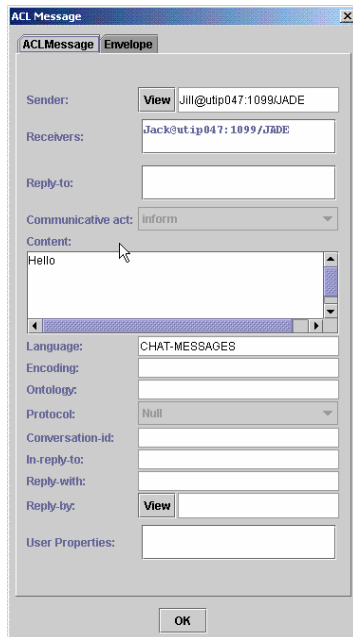 ACL Message
ACLMessage Envelope
Sender: View Jill@utip047:1099/JADE
Receivers: Jack@utip047:1099/JADE
Reply-to:
Communicative act: inform
Content:
Hello
Language: CHAT-MESSAGES
Encoding:
Ontology:
Protocol: Null
Conversation-id:
In-reply-to:
Reply-with:
Reply-by: View
User Properties:
OK